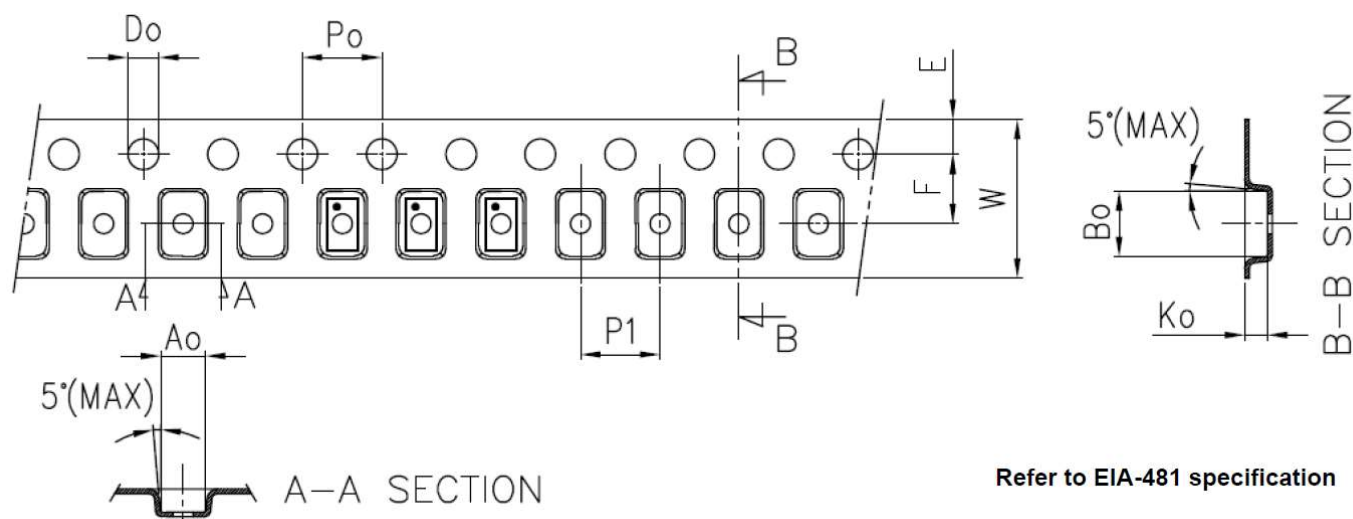 Do
Po
B
E
5°(MAX)
F
W
Bo
A
A
P1
B
Ko
B-B SECTION
Ao
5°(MAX)
A-A SECTION
Refer to EIA-481 specification